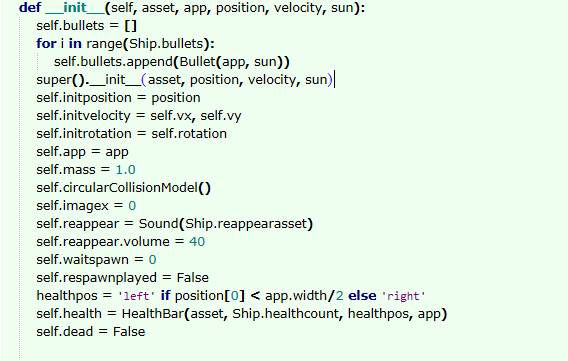 def __init__(self, asset, app, position, velocity, sun):
self.bullets = []
for i in range(Ship.bullets):
self.bullets.append(Bullet(app, sun))
super().__init__(asset, position, velocity, sun)
self.initposition = position
self.initvelocity = self.vx, self.vy
self.initrotation = self.rotation
self.app = app
self.mass = 1.0
self.circularCollisionModel()
self.imagex = 0
self.reappear = Sound(Ship.reappearasset)
self.reappear.volume = 40
self.waitspawn = 0
self.respawnplayed = False
healthpos = 'left' if position[0] < app.width/2 else 'right'
self.health = HealthBar(asset, Ship.healthcount, healthpos, app)
self.dead = False